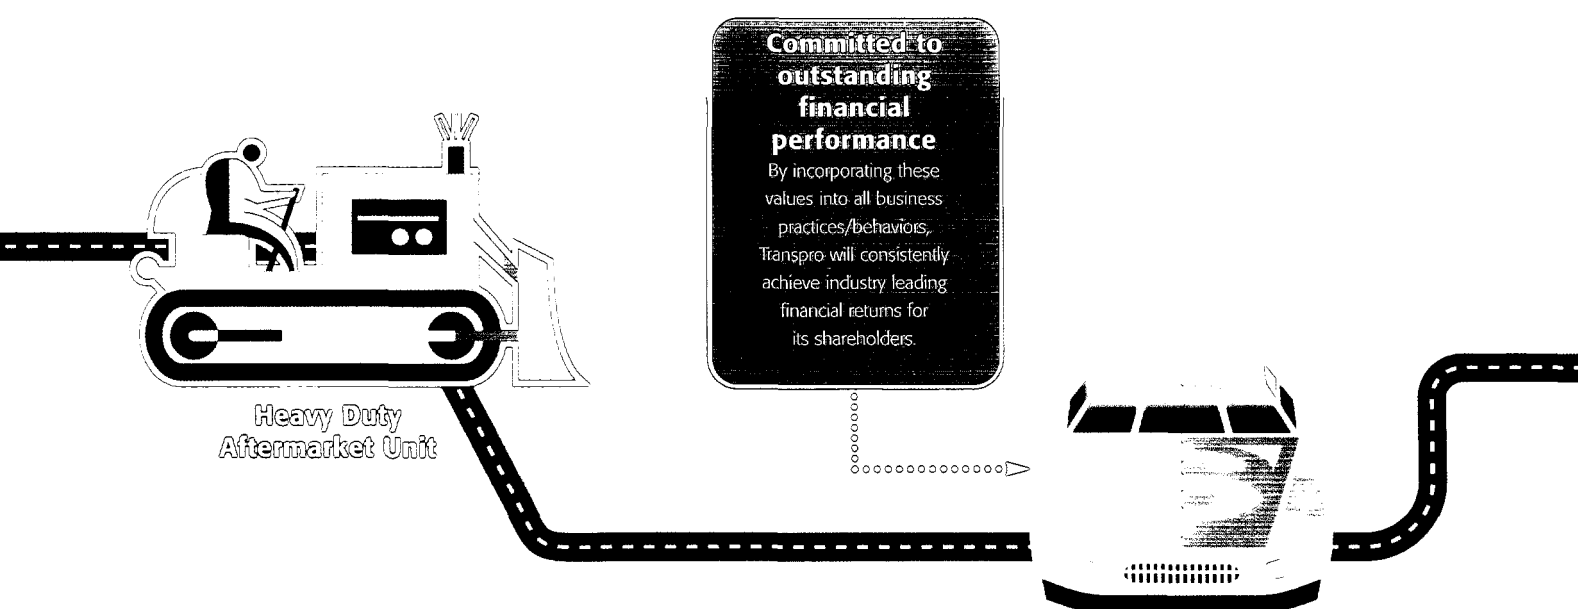 Committed to
outstanding
financial
performance
By incorporating these
values into all business
practices/behaviors,
Transpro will consistently
achieve industry leading
financial returns for
its shareholders.
Heavy Duty
Aftermarket Unit